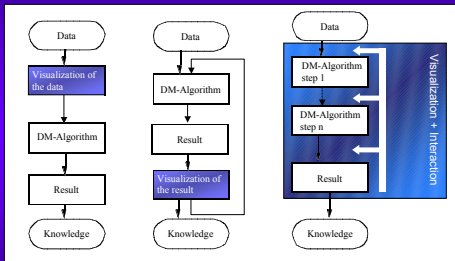 Data
Visualization of
the data
DM-Algorithm
Result
Knowledge
Data
DM-Algorithm
Result
Visualization of
the result
Knowledge
Data
DM-Algorithm
step 1
DM-Algorithm
step n
Result
Knowledge
Visualization + Interaction